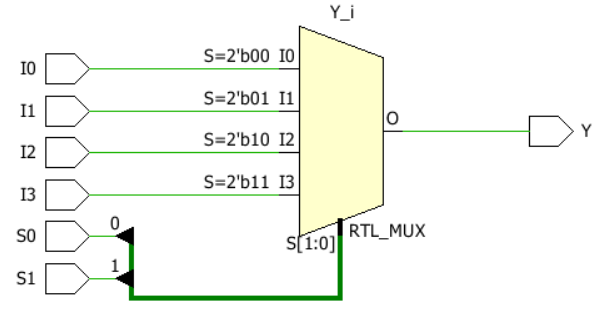 Y_i
I0 S=2'b00 I0
I1 S=2'b01 I1
O
Y
I2 S=2'b10 I2
I3 S=2'b11 I3
S0 0
S[1:0] RTL_MUX
S1 1